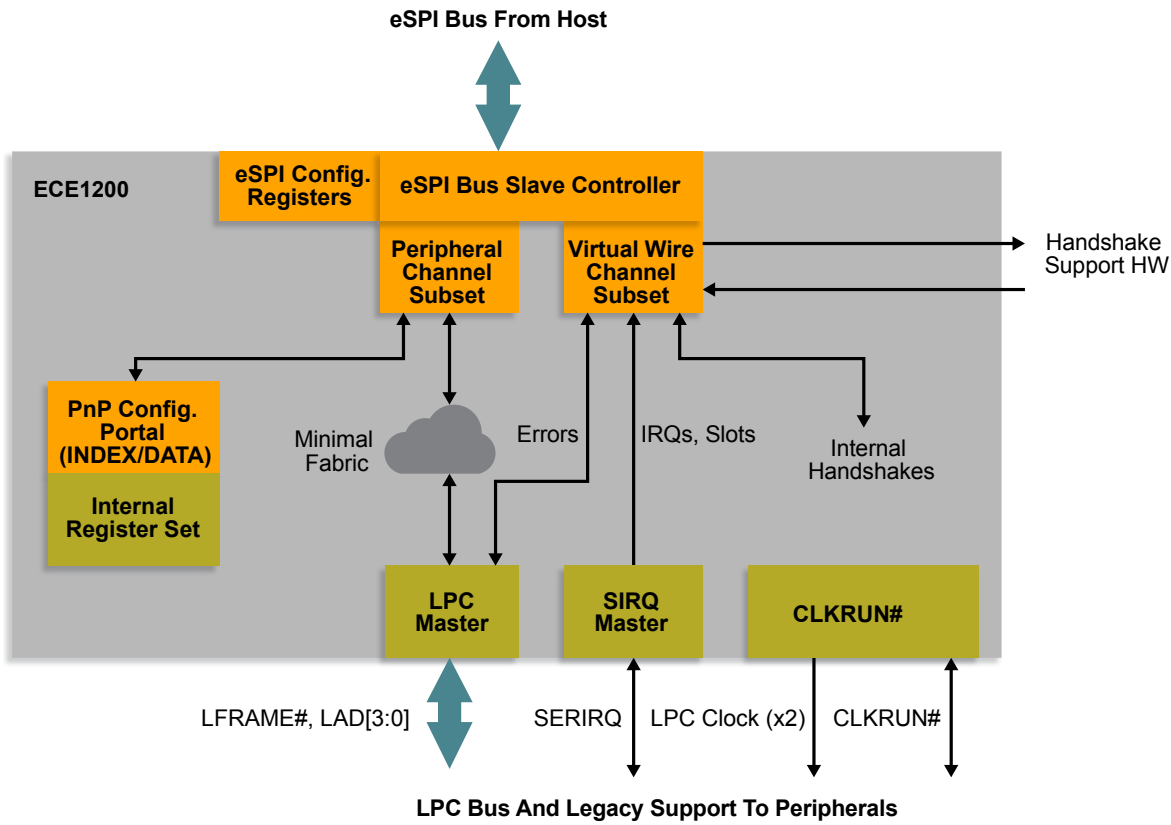 eSPI Bus From Host
ECE1200
eSPI Config.
Registers
eSPI Bus Slave Controller
Peripheral
Channel
Subset
Virtual Wire
Channel
Subset
Handshake
Support HW
PnP Config.
Portal
(INDEX/DATA)
Internal
Register Set
Minimal
Fabric
Errors
IRQs, Slots
Internal
Handshakes
LPC
Master
SIRQ
Master
CLKRUN#
LFRAME#, LAD[3:0]
SERIRQ
LPC Clock (x2)
CLKRUN#
LPC Bus And Legacy Support To Peripherals